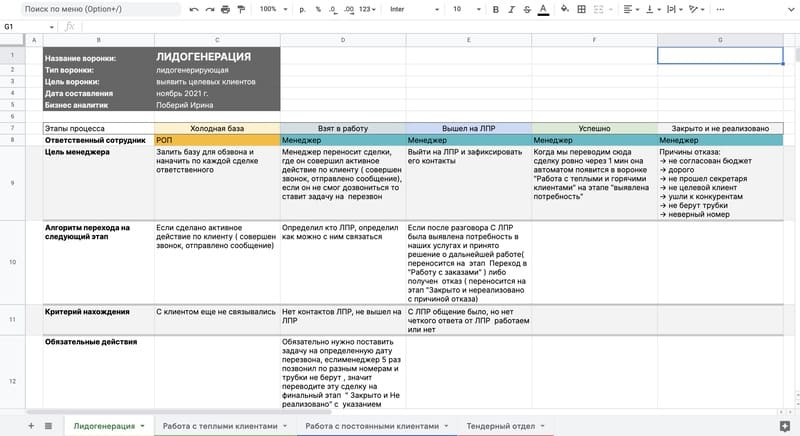 Поиск по меню (Option+/)
100% р. % .0 .00 123 Inter 10 B I S A
G1 fx
A B C D E F G
1 Название воронки: ЛИДОГЕНЕРАЦИЯ
2 Тип воронки: лидогенерирующая
3 Цель воронки: выявить целевых клиентов
4 Дата составления ноябрь 2021 г.
5 Бизнес аналитик Поберий Ирина
6
7 Этапы процесса Холодная база Взят в работу Вышел на ЛПР Успешно Закрыто и не реализовано
8 Ответственный сотрудник РОП Менеджер Менеджер Менеджер Менеджер
9
Цель менеджера
Залить базу для обзвона и
наначить по каждой сделке
ответственного
Менеджер переносит сделки,
где он совершил активное
действие по клиенту ( совершен
звонок, отправлено сообщение),
если он не смог дозвониться то
ставит задачу на перезвон
Выйти на ЛПР и зафиксировать
его контакты
Когда мы переводим сюда
сделку ровно через 1 мин она
автоматом появится в воронке
"Работа с теплыми и горячими
клиентами" на этапе "выявлена
потребность"
Причины отказа:
→ не согласован бюджет
→ дорого
→ не прошел секретаря
→ не целевой клиент
→ ушли к конкурентам
→ не берут трубки
→ неверный номер
10
Алгоритм перехода на
следующий этап
Если сделано активное
действие по клиенту ( совершен
звонок, отправлено сообщение)
Определил кто ЛПР, определил
как можно с ним связаться
Если после разговора С ЛПР
была выявлена потребность в
наших услугах и принято
решение о дальнейшей работе(
переносится на этап Переход в
"Работу с заказами" ) либо
получен отказ ( переносится на
этап "Закрыто и нереализовано
с причиной отказа)
11
Критерий нахождения
С клиентом еще не связывались
Нет контактов ЛПР, не вышел на
ЛПР
С ЛПР общение было, но нет
четкого ответа от ЛПР работаем
или нет
12
Обязательные действия
Обязательно нужно поставить
задачу на определенную дату
перезвона, еслименеджер 5 раз
позвонил по разным номерам и
трубки не берут , значит
переводите эту сделку на
финальный этап " Закрыто и Не
реализовано" с указанием
Лидогенерация Работа с теплыми клиентами Работа с постоянными клиентами Тендерный отдел